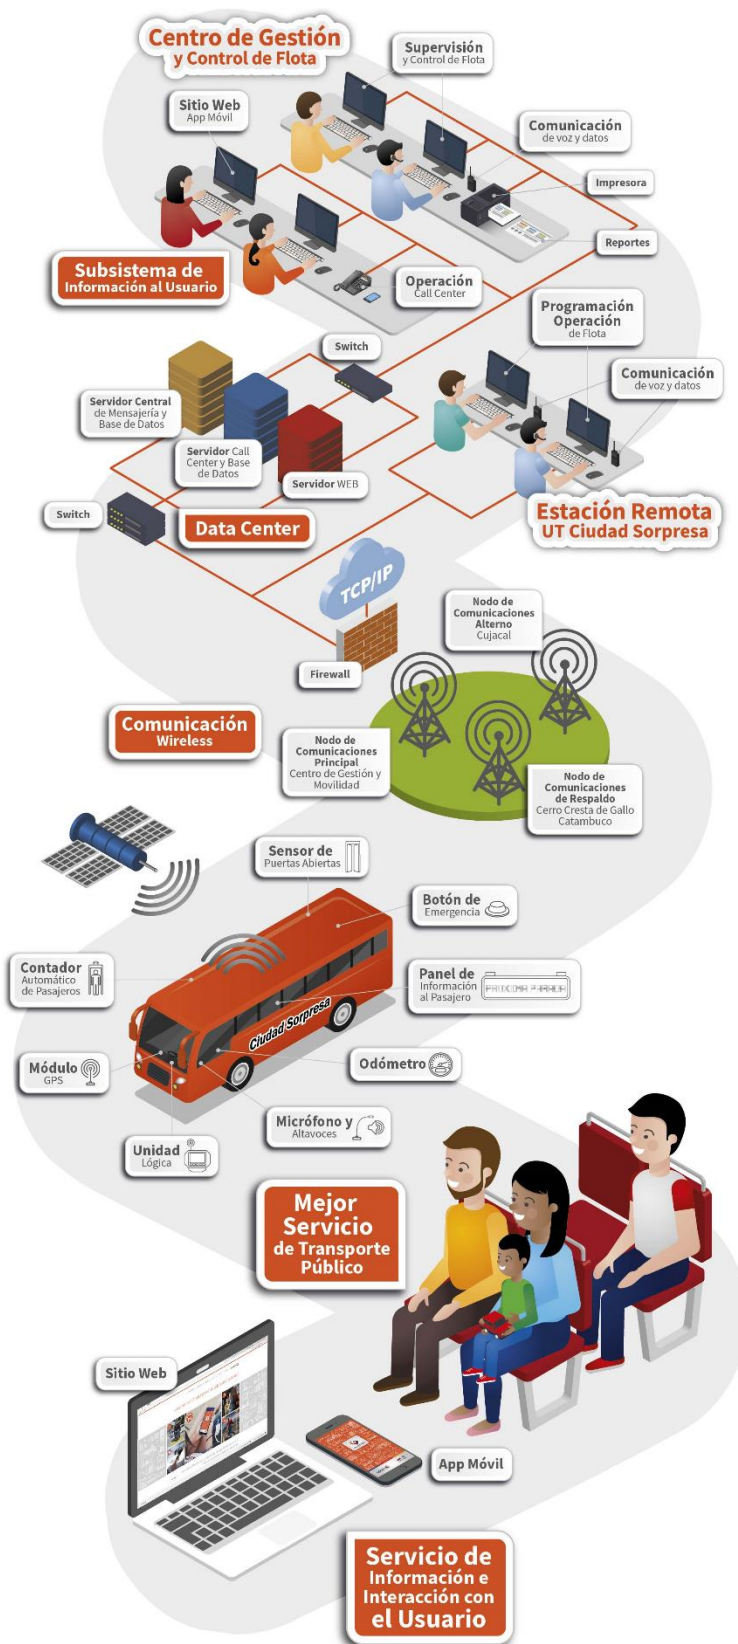 Centro de Gestión
y Control de Flota
Supervisión
y Control de Flota
Sitio Web
App Móvil
Comunicación
de voz y datos
Impresora
Reportes
Subsistema de
Información al Usuario
Operación
Call Center
Programación
Operación
de Flota
Switch
Comunicación
de voz y datos
Servidor Central
de Mensajería y
Base de Datos
Servidor Call
Center y Base
de Datos
Servidor WEB
Switch
Data Center
Estación Remota
UT Ciudad Sorpresa
TCP/IP
Firewall
Nodo de
Comunicaciones
Alterno
Cujacal
Comunicación
Wireless
Nodo de
Comunicaciones
Principal
Centro de Gestión y
Movilidad
Nodo de
Comunicaciones
de Respaldo
Cerro Cresta de Gallo
Catambuco
Sensor de
Puertas Abiertas
Botón de
Emergencia
Contador
Automático
de Pasajeros
Panel de
Información
al Pasajero
PROXIMA PARADA
Ciudad Sorpresa
Módulo
GPS
Odómetro
Micrófono y
Altavoces
Unidad
Lógica
Mejor
Servicio
de Transporte
Público
Sitio Web
App Móvil
Servicio de
Información e
Interacción con
el Usuario